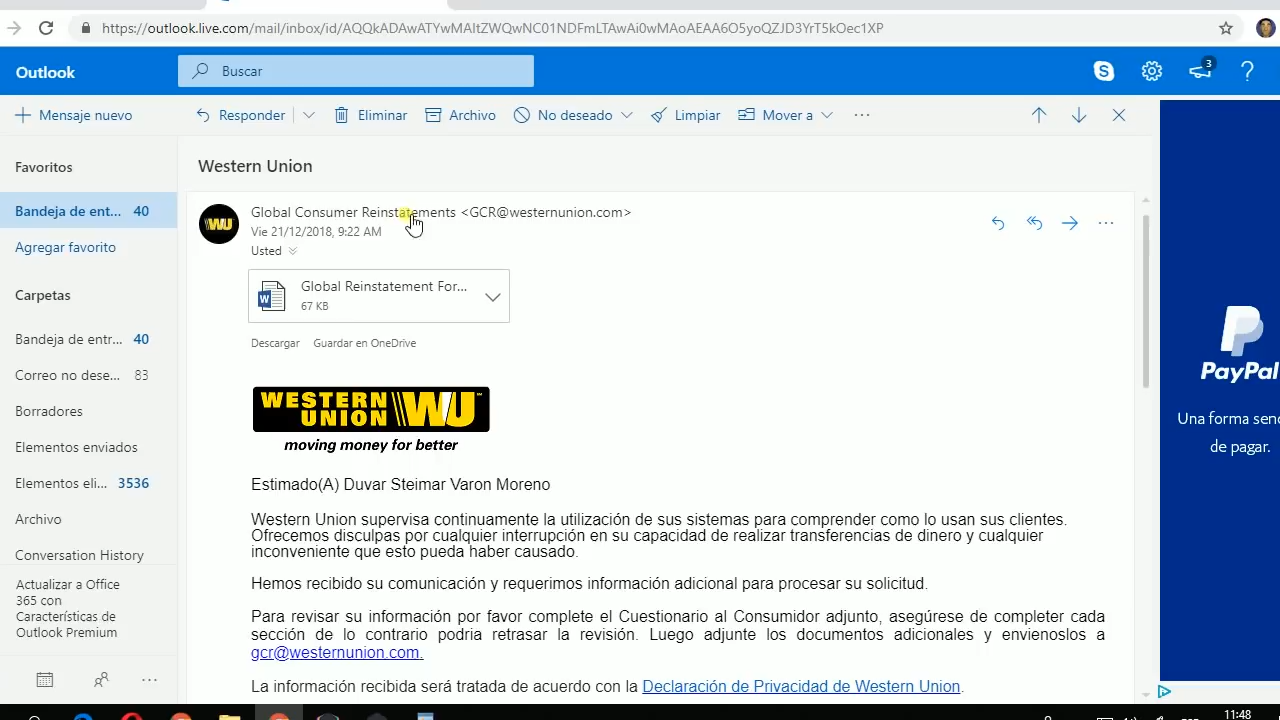 https://outlook.live.com/mail/inbox/id/AQQkADAwATYwMAItZWQwNC01NDFmLTAwAi0wMAoAEAA6O5yoQZJD3YrT5kOec1XP
Outlook
Buscar
3
Mensaje nuevo
Responder
Eliminar
Archivo
No deseado
Limpiar
Mover a
Favoritos
Bandeja de ent... 40
Agregar favorito
Carpetas
Bandeja de entr... 40
Correo no dese... 83
Borradores
Elementos enviados
Elementos eli... 3536
Archivo
Conversation History
Actualizar a Office
365 con
Características de
Outlook Premium
Western Union
WU
Global Consumer Reinstatements <GCR@westernunion.com>
Vie 21/12/2018, 9:22 AM
Usted
W
Global Reinstatement For...
67 KB
Descargar Guardar en OneDrive
WESTERN
UNION WU™
moving money for better
Estimado(A) Duvar Steimar Varon Moreno
Western Union supervisa continuamente la utilización de sus sistemas para comprender como lo usan sus clientes.
Ofrecemos disculpas por cualquier interrupción en su capacidad de realizar transferencias de dinero y cualquier
inconveniente que esto pueda haber causado.
Hemos recibido su comunicación y requerimos información adicional para procesar su solicitud.
Para revisar su información por favor complete el Cuestionario al Consumidor adjunto, asegúrese de completer cada
sección de lo contrario podria retrasar la revisión. Luego adjunte los documentos adicionales y envienoslos a
gcr@westernunion.com.
La información recibida será tratada de acuerdo con la Declaración de Privacidad de Western Union.
PayPal
Una forma senc
de pagar.
11:48